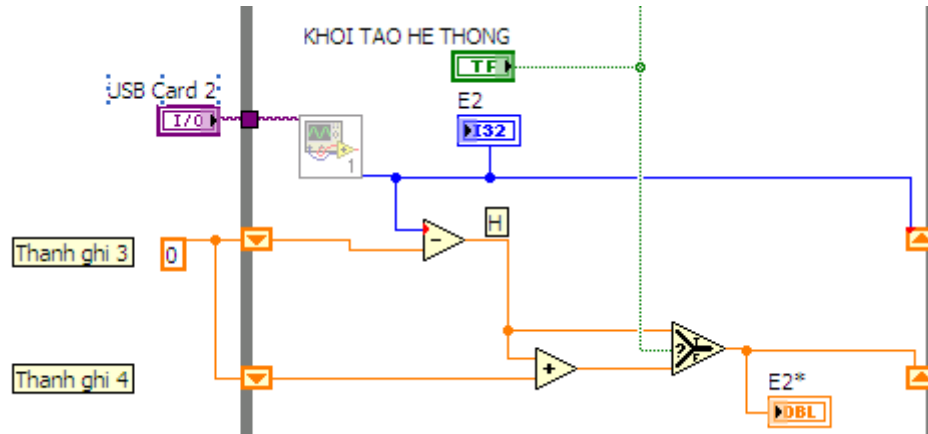 KHOI TAO HE THONG
TF
USB Card 2
I/O
E2
I32
1
H
Thanh ghi 3
0
-
?
T
F
+
Thanh ghi 4
E2*
DBL